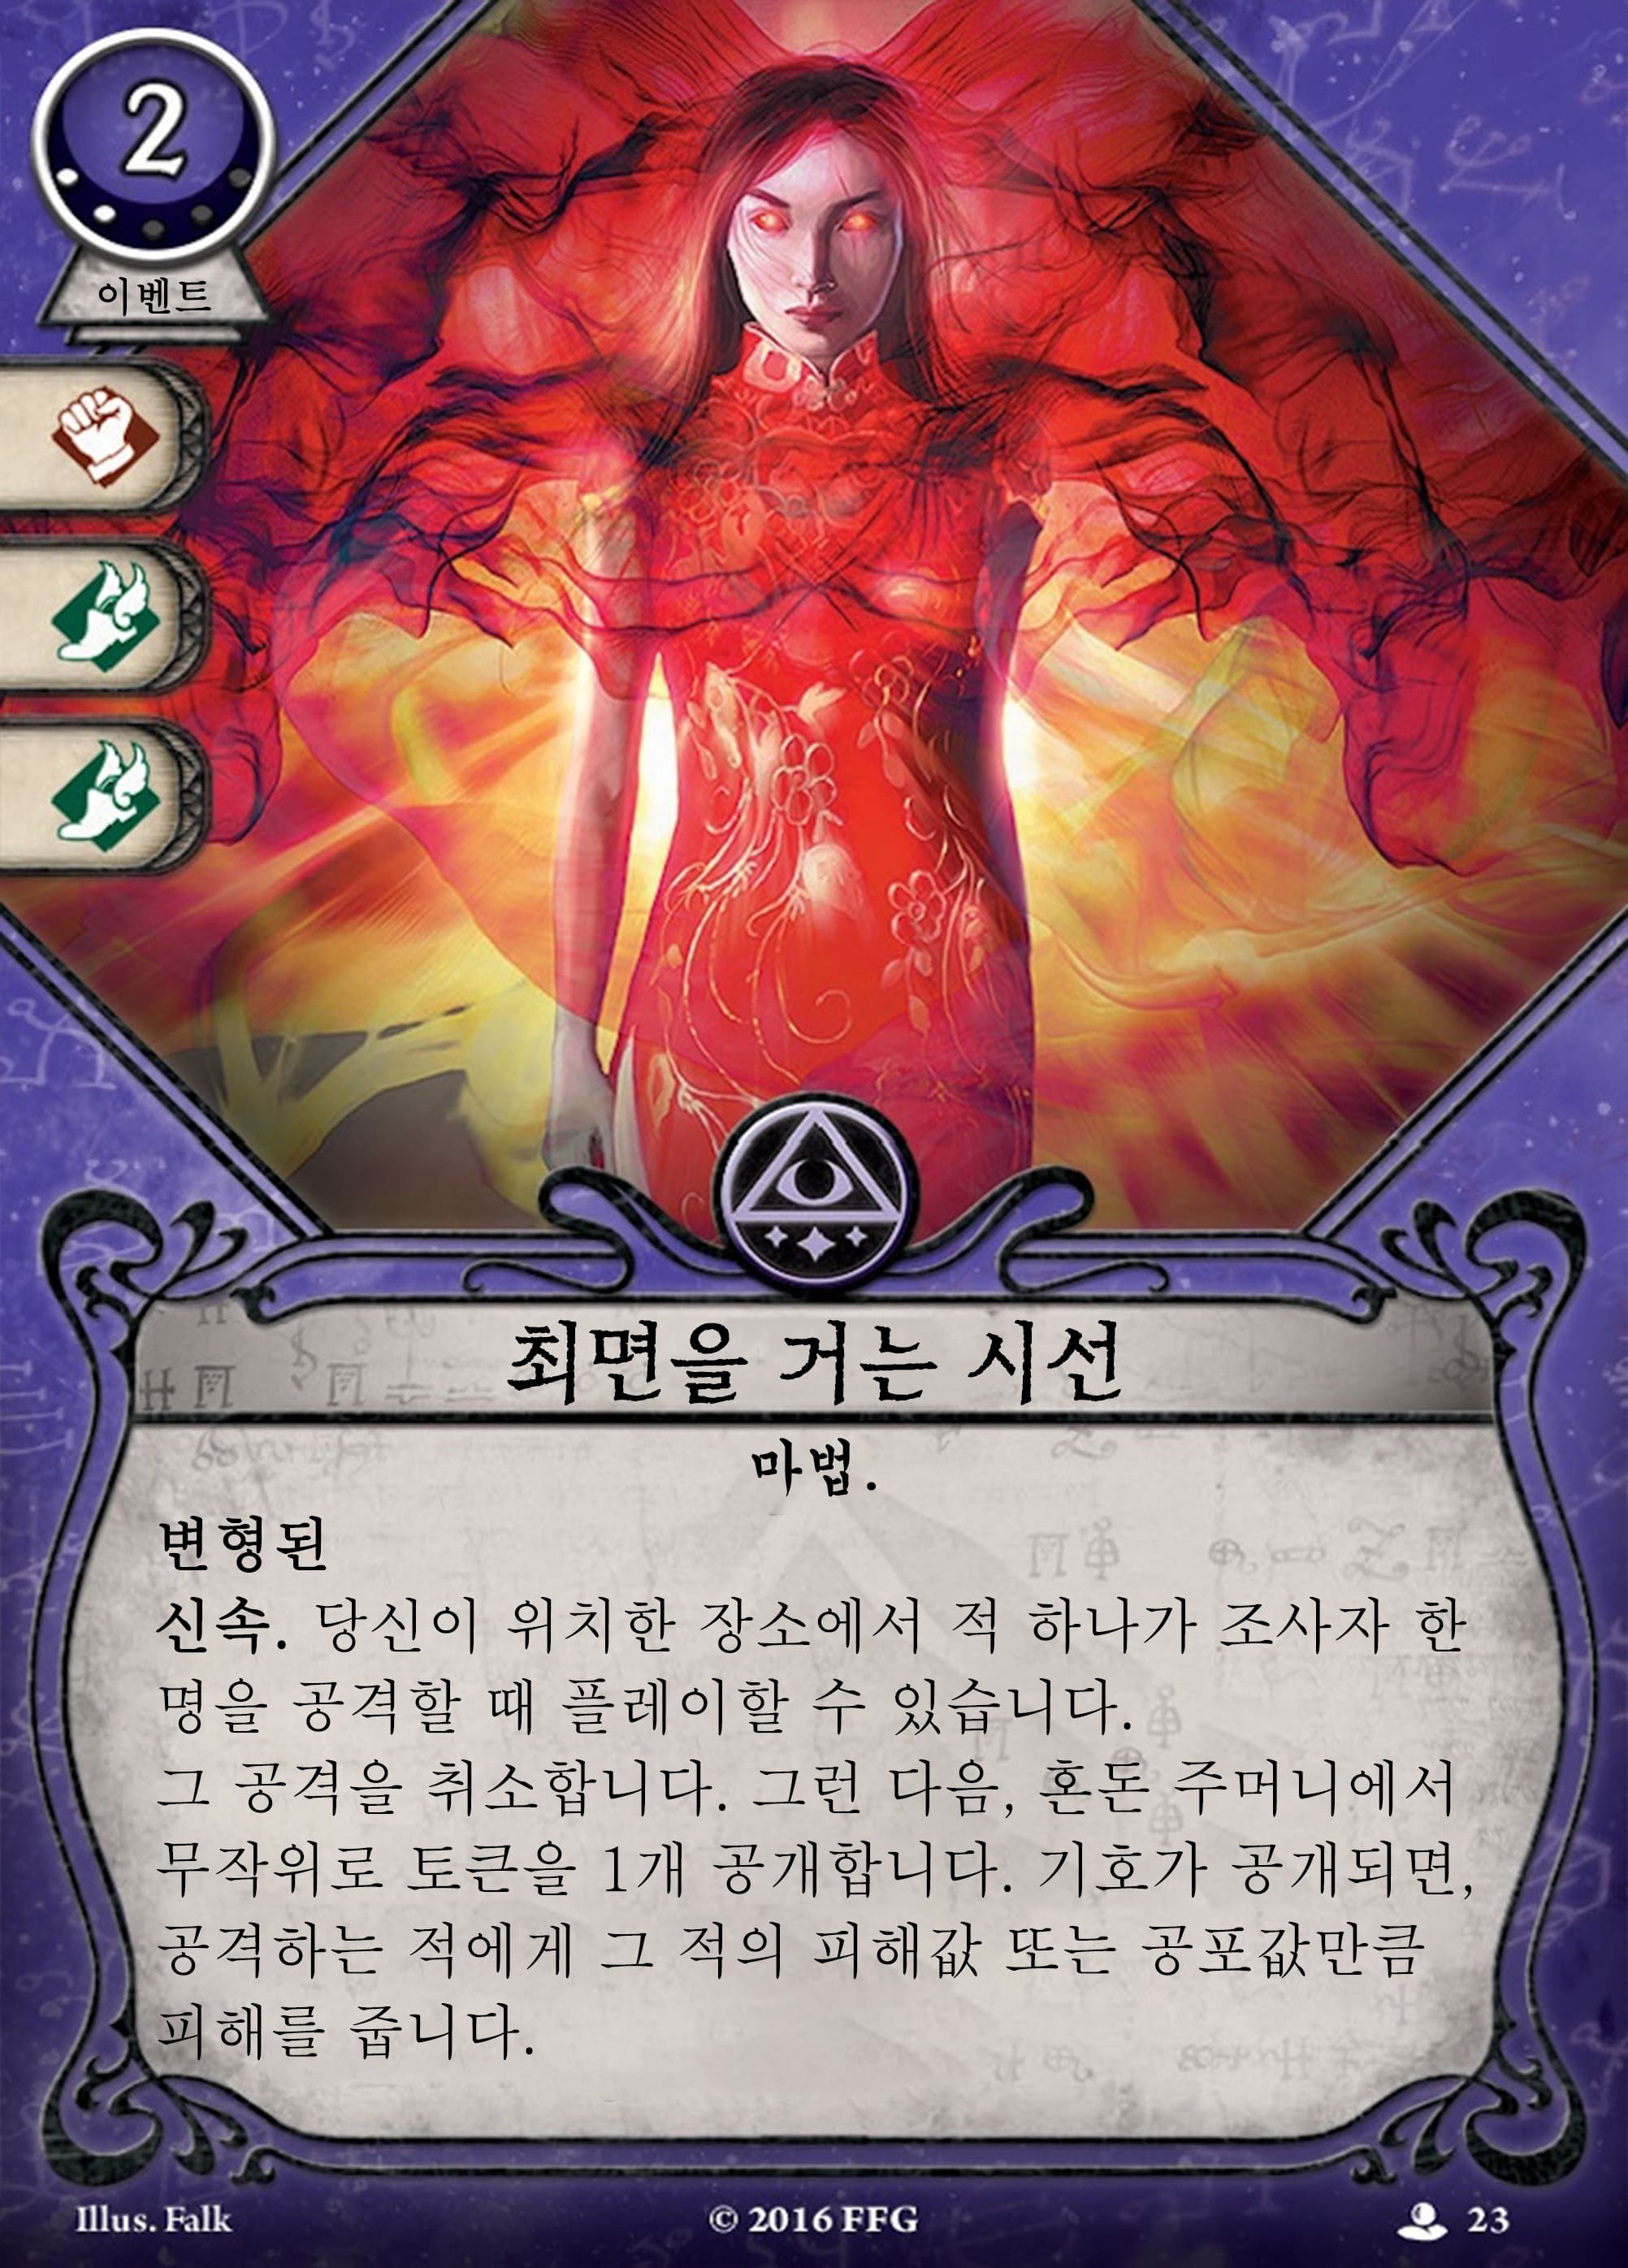 2
이벤트
최면을 거는 시선
마법.
변형된
신속. 당신이 위치한 장소에서 적 하나가 조사자 한
명을 공격할 때 플레이할 수 있습니다.
그 공격을 취소합니다. 그런 다음, 혼돈 주머니에서
무작위로 토큰을 1개 공개합니다. 기호가 공개되면,
공격하는 적에게 그 적의 피해값 또는 공포값만큼
피해를 줍니다.
Illus. Falk
© 2016 FFG
23